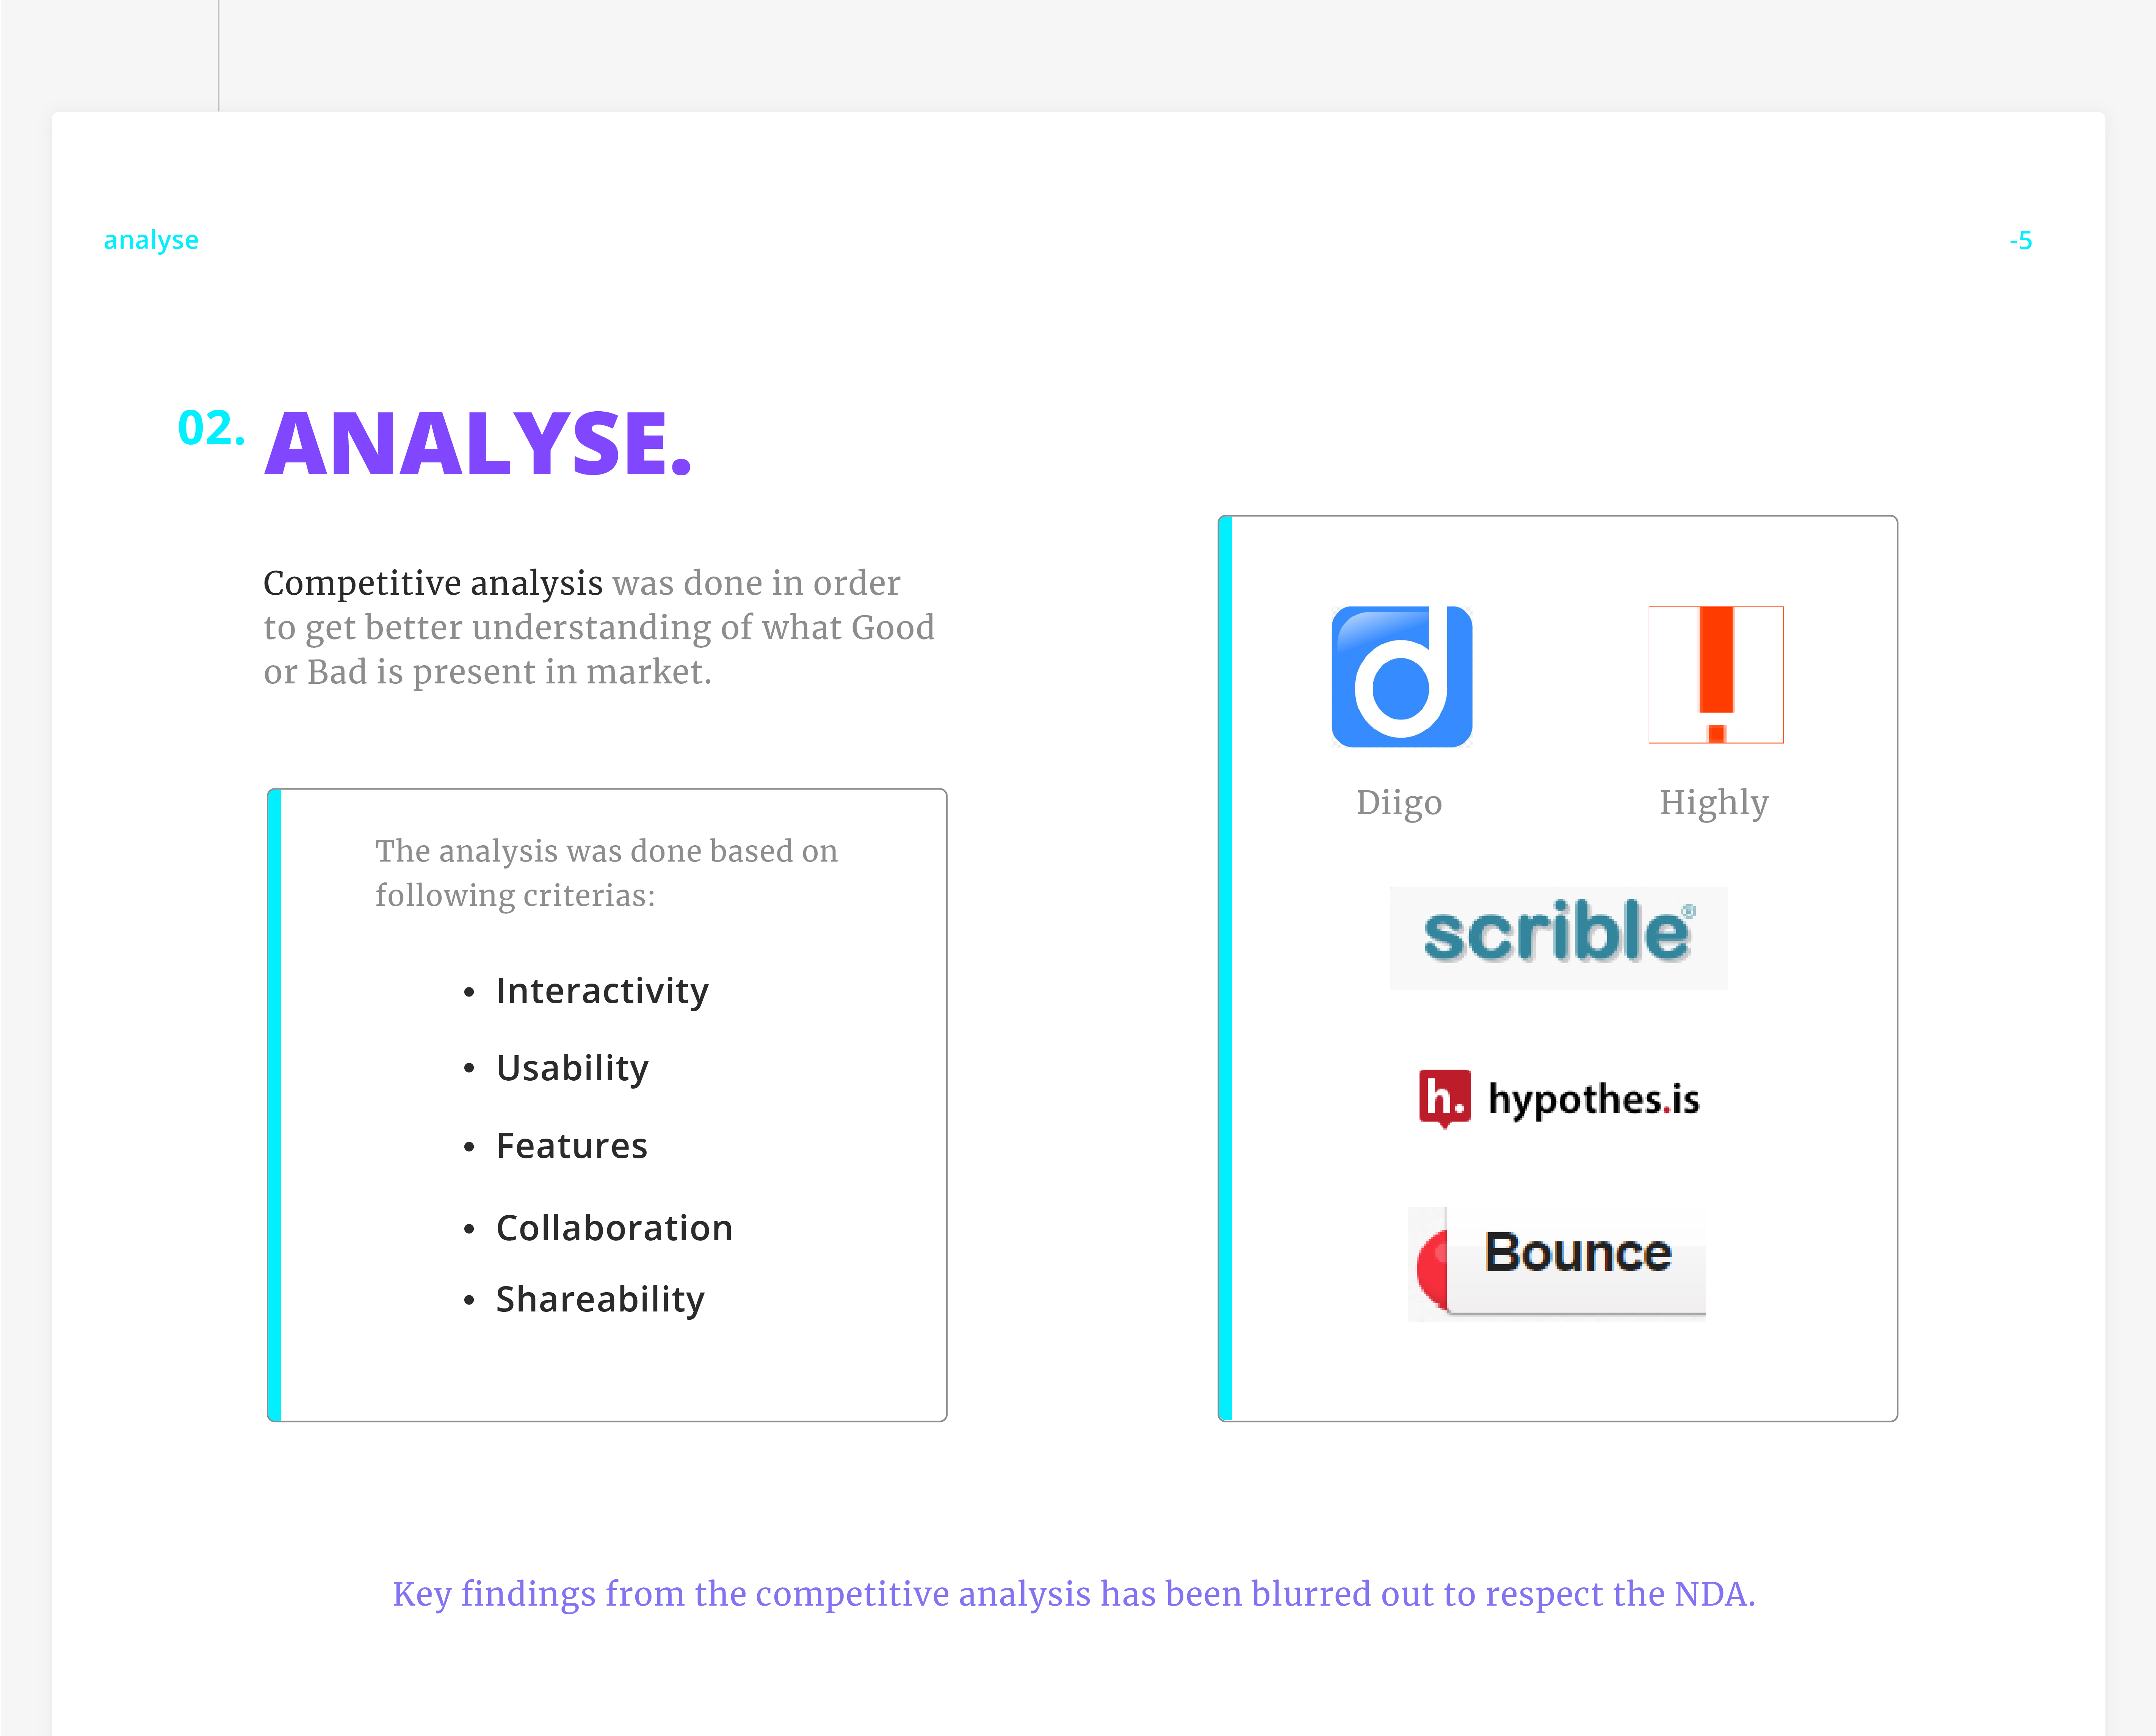 analyse
-5
02. ANALYSE.
Competitive analysis was done in order
to get better understanding of what Good
or Bad is present in market.
The analysis was done based on
following criterias:
• Interactivity
• Usability
• Features
• Collaboration
• Shareability
d
!
Diigo
Highly
scrible®
h. hypothes.is
Bounce
Key findings from the competitive analysis has been blurred out to respect the NDA.